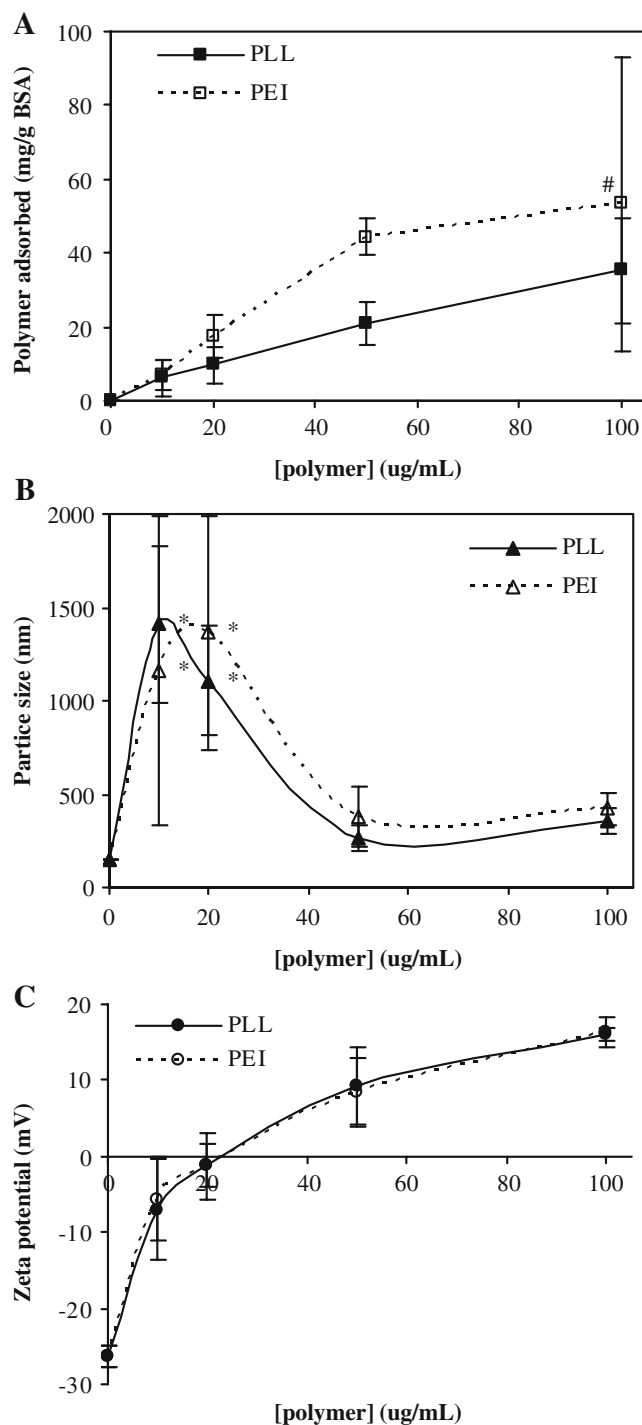 A
100
80
60
40
20
0
Polymer adsorbed (mg/g BSA)
PLL
PEI
#
0 20 40 60 80 100
[polymer] (ug/mL)
B
2000
1500
1000
500
0
Partice size (nm)
PLL
PEI
*
*
*
*
0 20 40 60 80 100
[polymer] (ug/mL)
C
20
10
0
-10
-20
-30
Zeta potential (mV)
PLL
PEI
0 20 40 60 80 100
[polymer] (ug/mL)